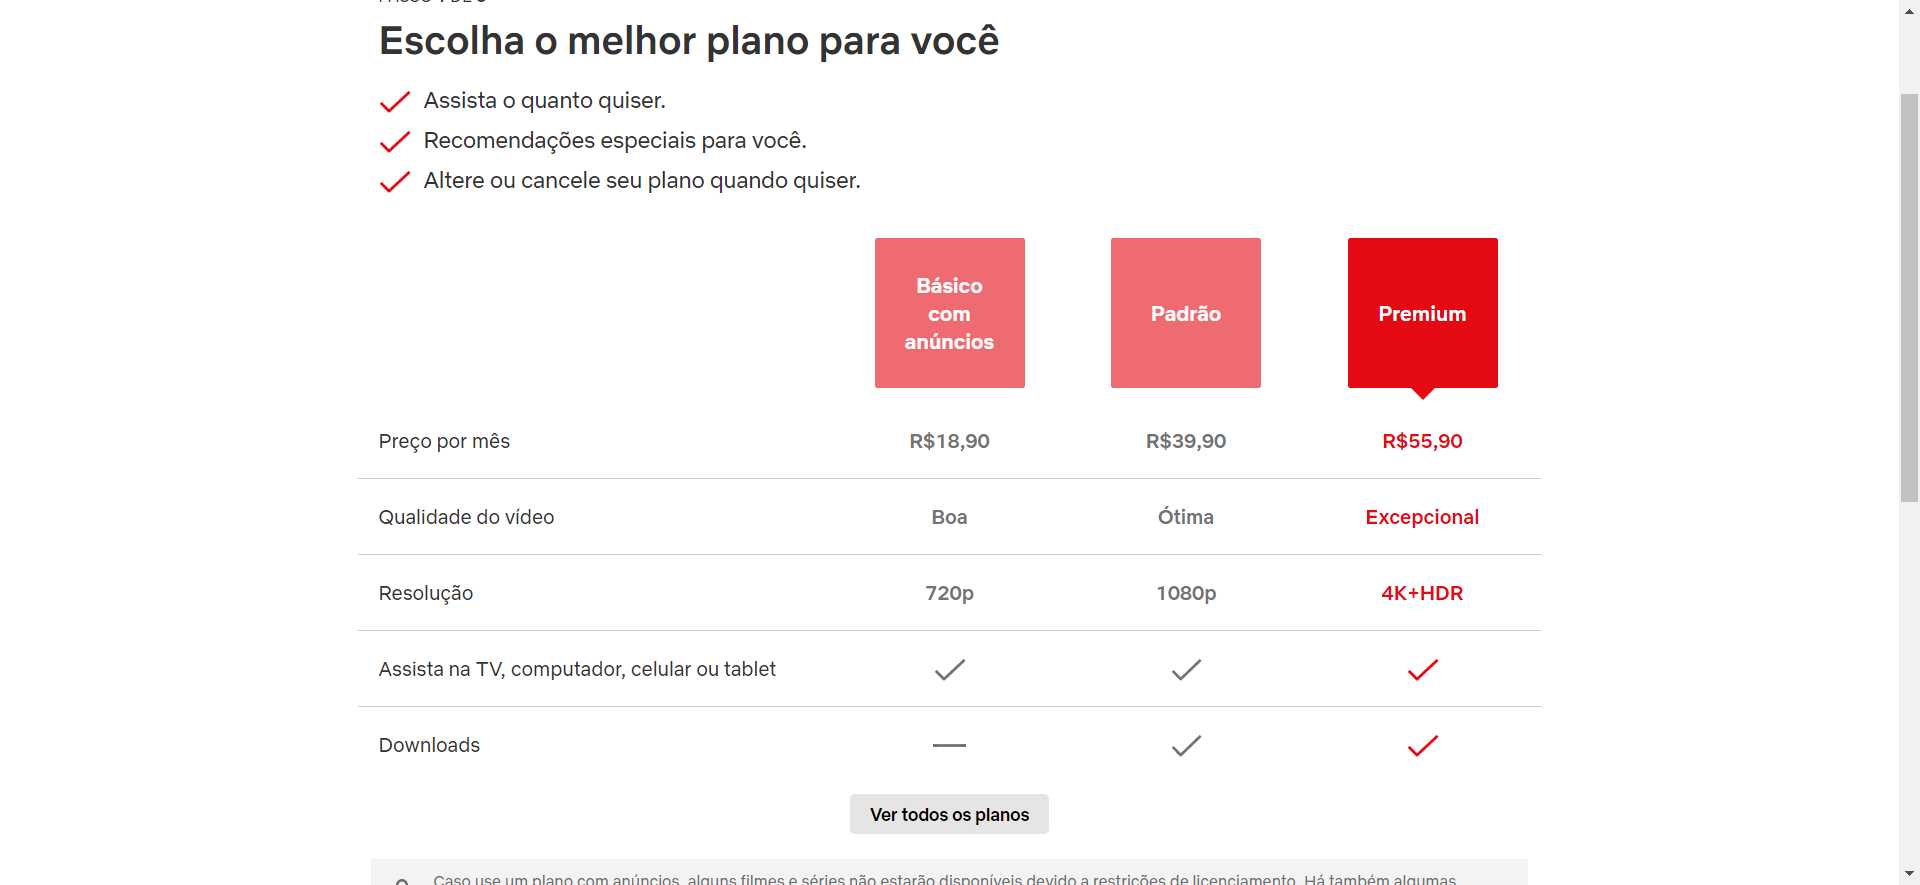 Escolha o melhor plano para você
Assista o quanto quiser.
Recomendações especiais para você.
Altere ou cancele seu plano quando quiser.
Básico
com
anúncios
Padrão
Premium
Preço por mês R$18,90 R$39,90 R$55,90
Qualidade do vídeo Boa Ótima Excepcional
Resolução 720p 1080p 4K+HDR
Assista na TV, computador, celular ou tablet
Downloads
Ver todos os planos
Caso use um plano com anúncios, alguns filmes e séries não estarão disponíveis devido a restrições de licenciamento. Há também algumas